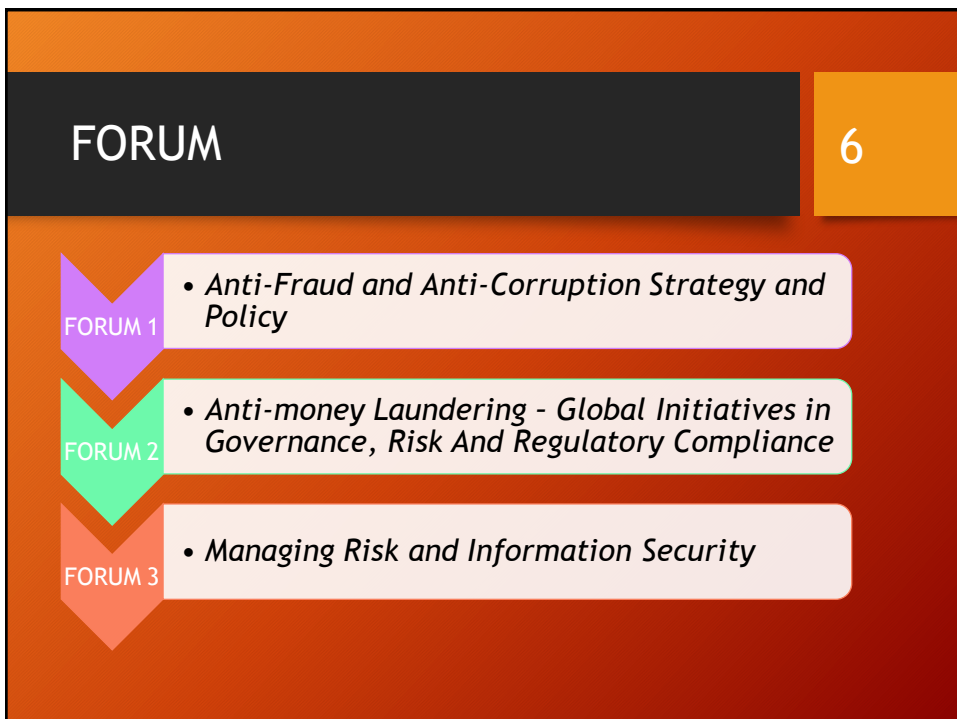 FORUM
6
FORUM 1
• Anti-Fraud and Anti-Corruption Strategy and
Policy
FORUM 2
• Anti-money Laundering – Global Initiatives in
Governance, Risk And Regulatory Compliance
FORUM 3
• Managing Risk and Information Security